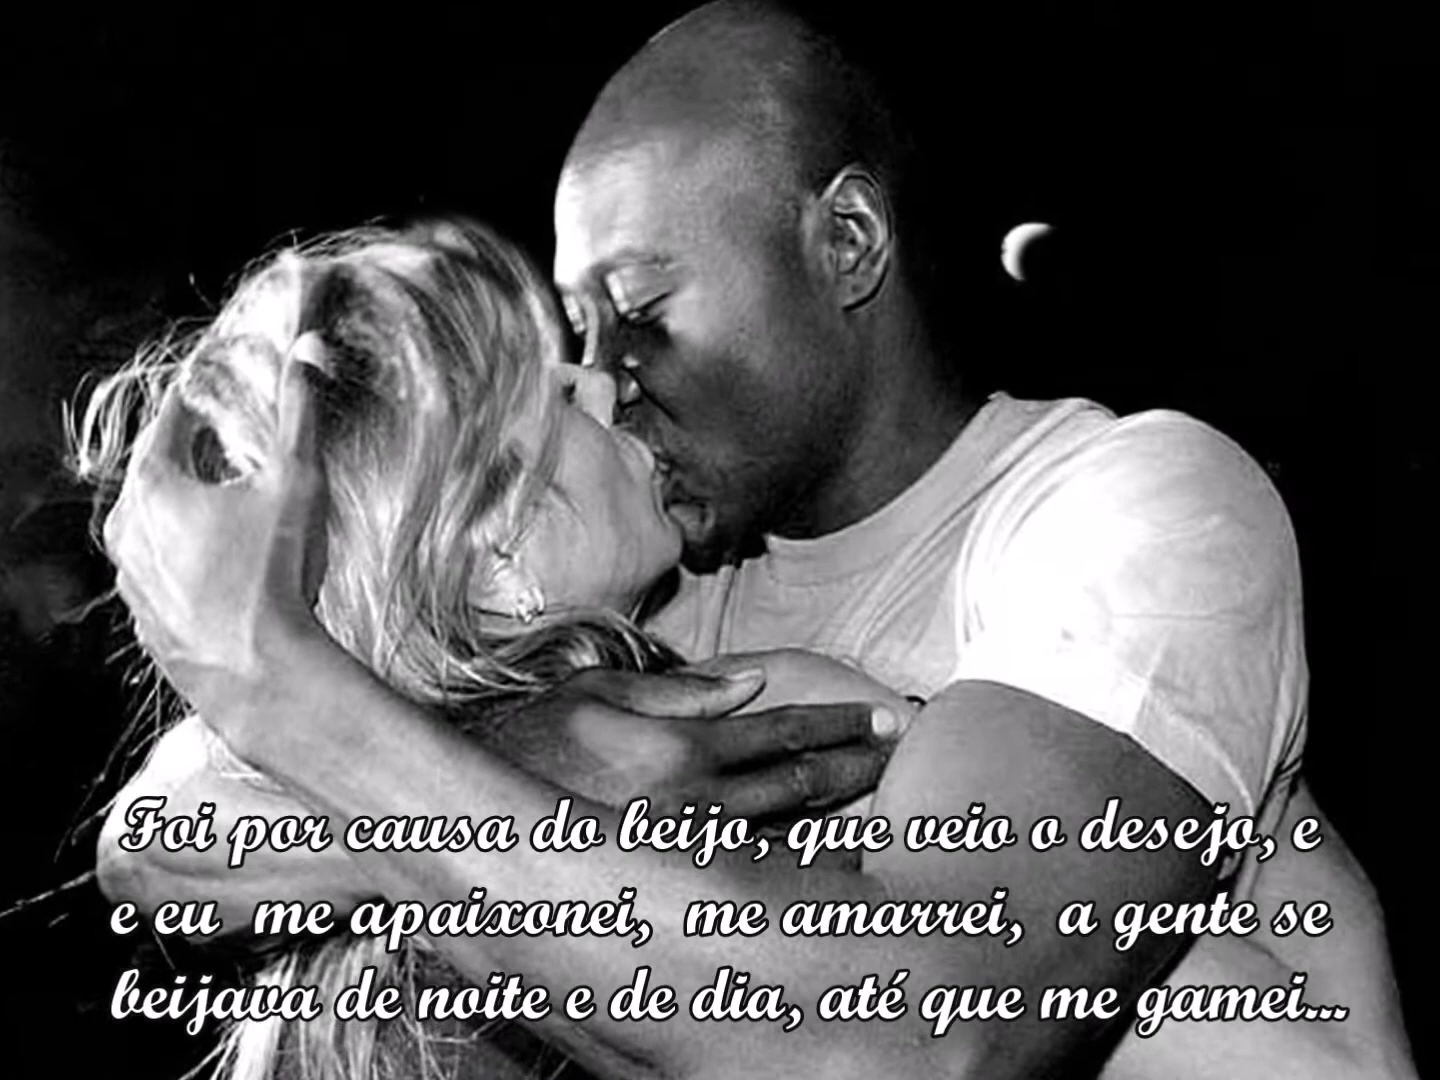 Foi por causa do beijo, que veio o desejo, e
e eu me apaixonei, me amarrei, a gente se
beijava de noite e de dia, até que me gamei...